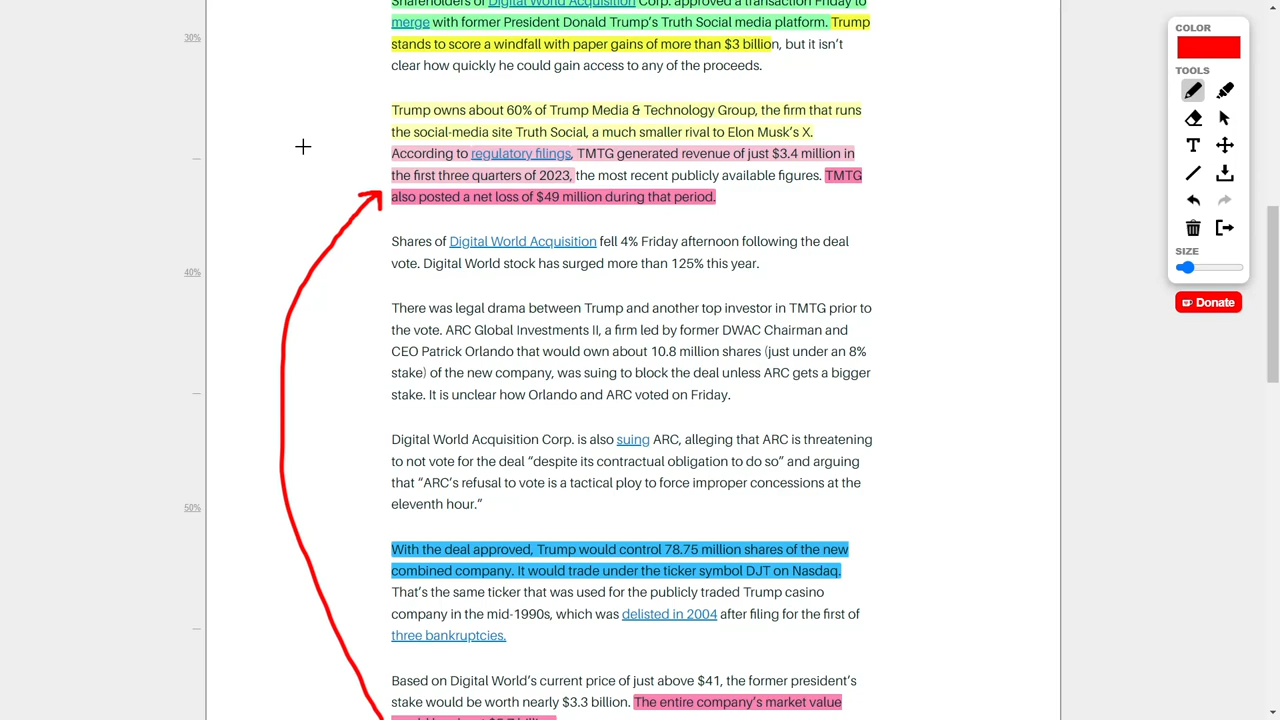 Shareholders of Digital World Acquisition Corp. approved a transaction Friday to
merge with former President Donald Trump's Truth Social media platform. Trump
stands to score a windfall with paper gains of more than $3 billion, but it isn't
clear how quickly he could gain access to any of the proceeds.
Trump owns about 60% of Trump Media & Technology Group, the firm that runs
the social-media site Truth Social, a much smaller rival to Elon Musk's X.
According to regulatory filings, TMTG generated revenue of just $3.4 million in
the first three quarters of 2023, the most recent publicly available figures. TMTG
also posted a net loss of $49 million during that period.
Shares of Digital World Acquisition fell 4% Friday afternoon following the deal
vote. Digital World stock has surged more than 125% this year.
There was legal drama between Trump and another top investor in TMTG prior to
the vote. ARC Global Investments II, a firm led by former DWAC Chairman and
CEO Patrick Orlando that would own about 10.8 million shares (just under an 8%
stake) of the new company, was suing to block the deal unless ARC gets a bigger
stake. It is unclear how Orlando and ARC voted on Friday.
Digital World Acquisition Corp. is also suing ARC, alleging that ARC is threatening
to not vote for the deal “despite its contractual obligation to do so” and arguing
that “ARC's refusal to vote is a tactical ploy to force improper concessions at the
eleventh hour.”
With the deal approved, Trump would control 78.75 million shares of the new
combined company. It would trade under the ticker symbol DJT on Nasdaq.
That's the same ticker that was used for the publicly traded Trump casino
company in the mid-1990s, which was delisted in 2004 after filing for the first of
three bankruptcies.
Based on Digital World's current price of just above $41, the former president's
stake would be worth nearly $3.3 billion. The entire company's market value
30%
40%
50%
COLOR
TOOLS
T
SIZE
Donate